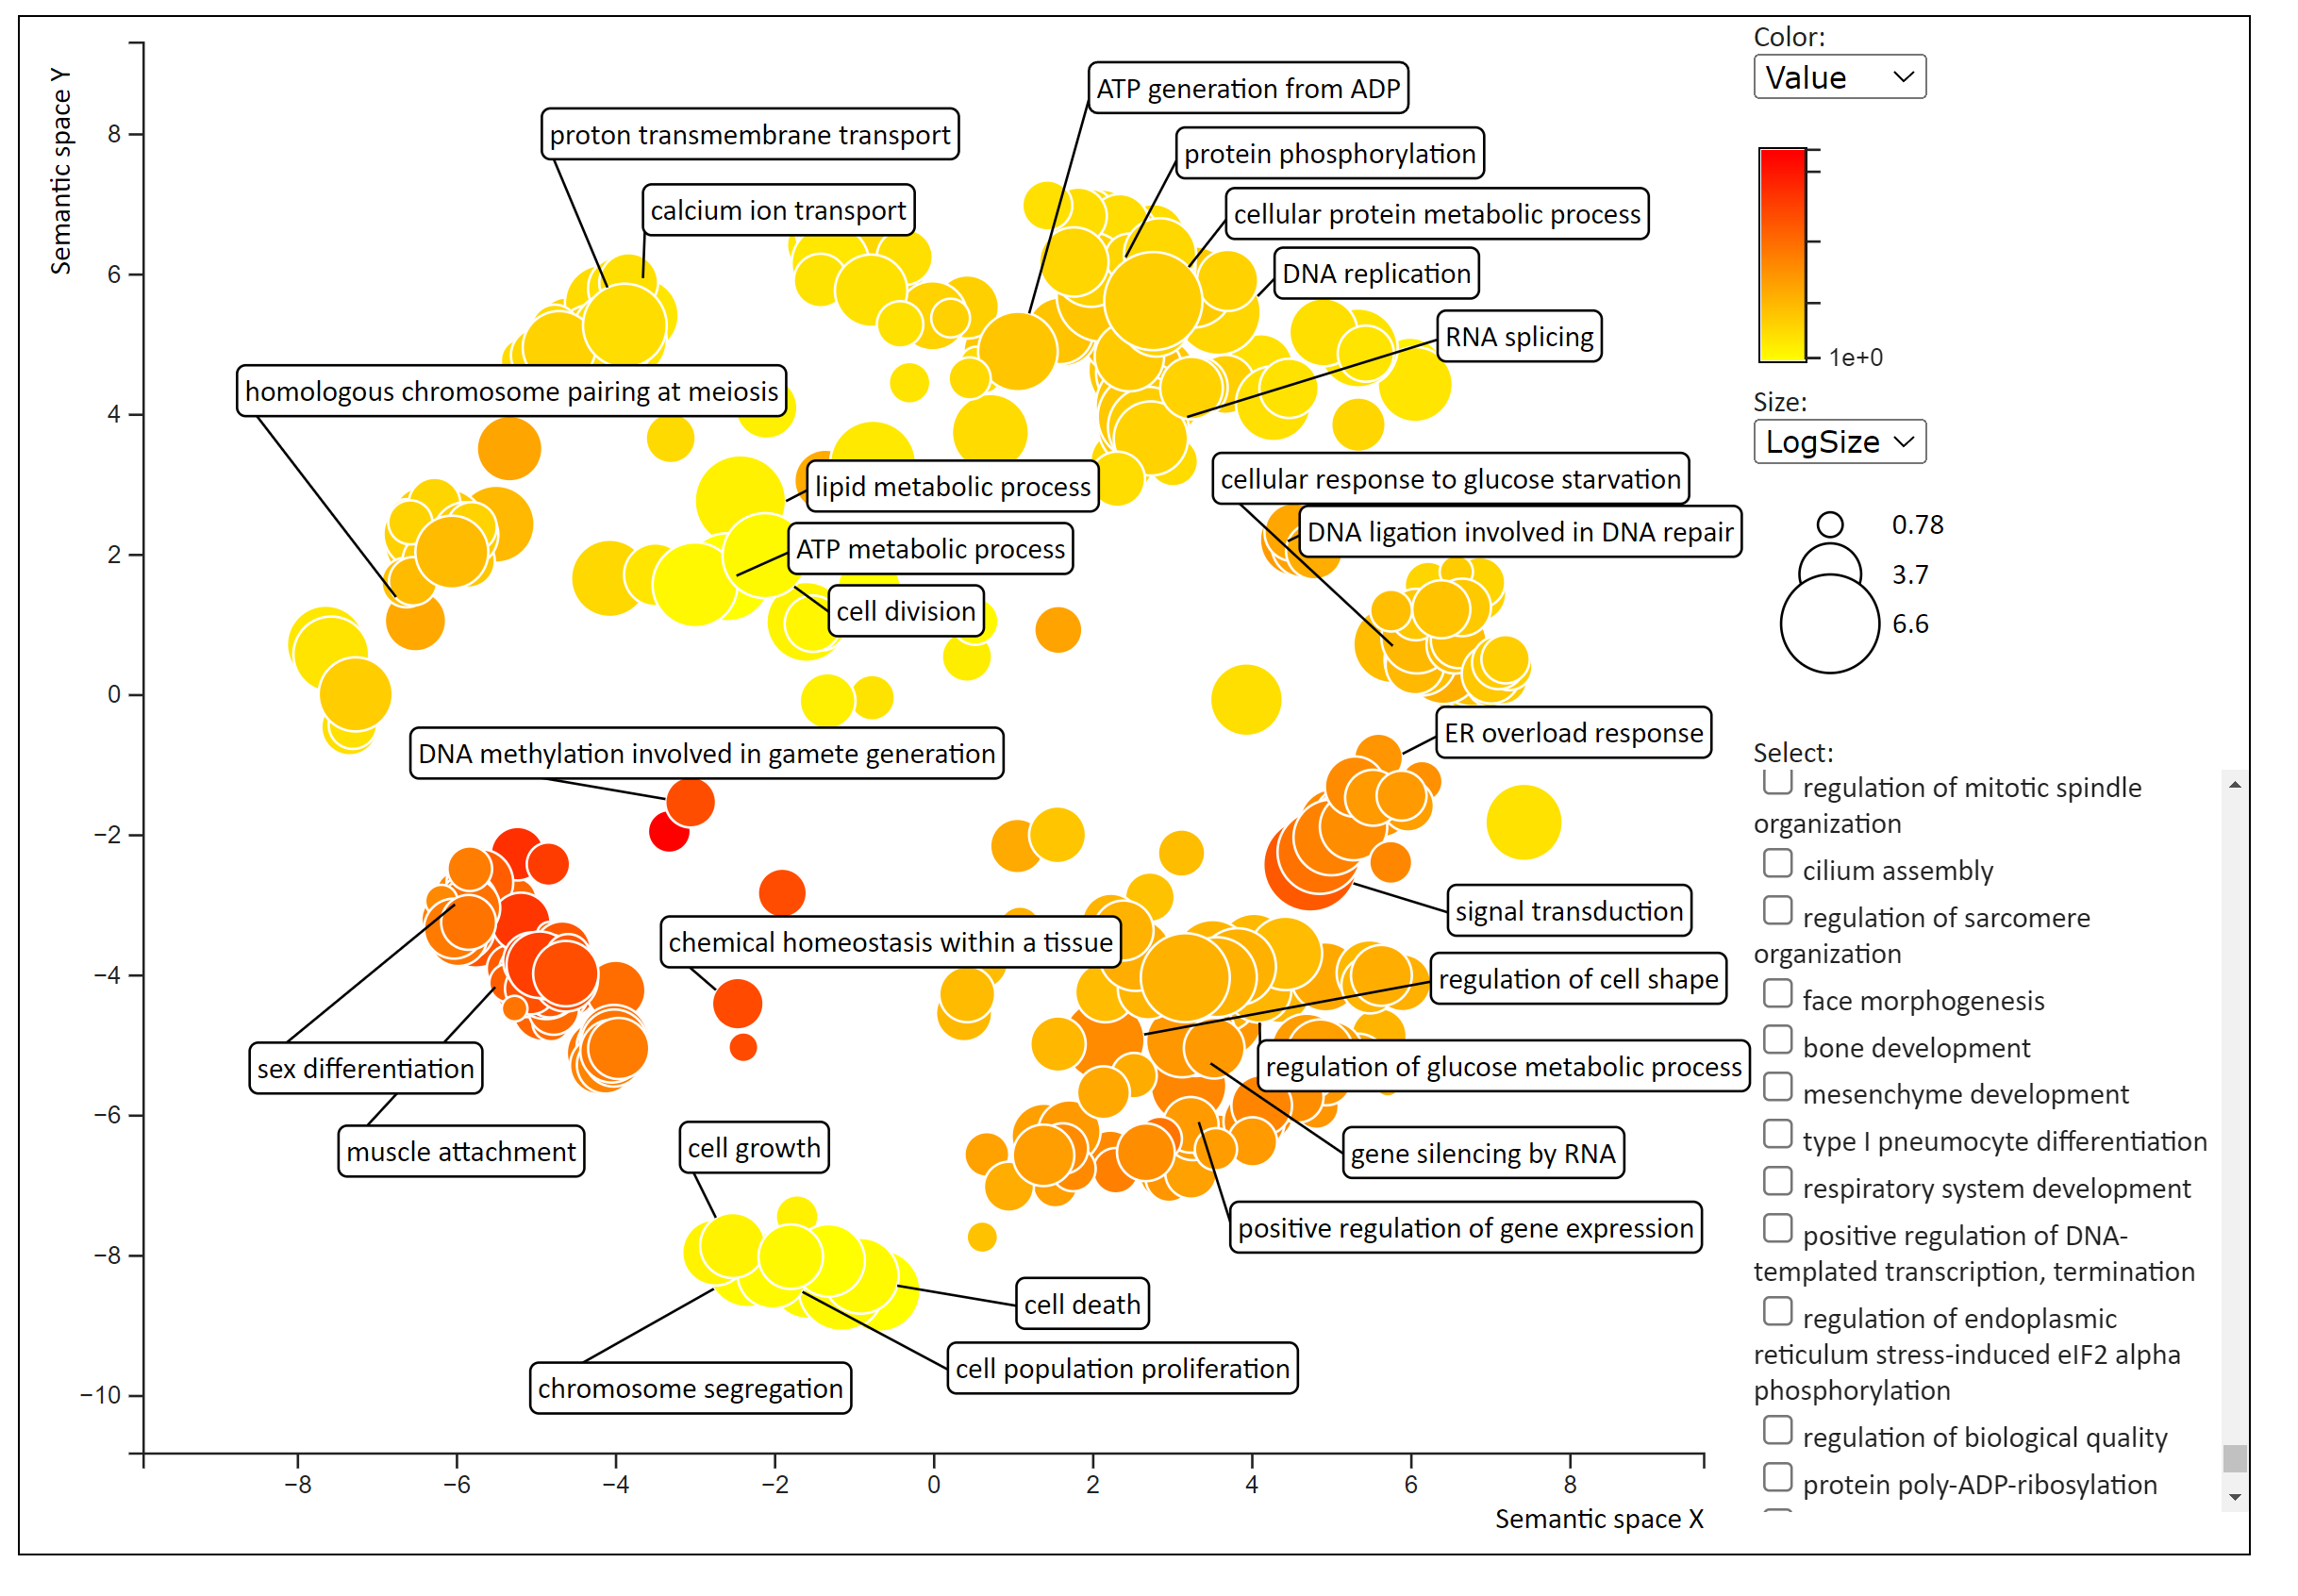 Semantic space Y
8
6
4
2
0
−2
−4
−6
−8
−10
−8
−6
−4
−2
0
2
4
6
8
Semantic space X
ATP generation from ADP
proton transmembrane transport
protein phosphorylation
calcium ion transport
cellular protein metabolic process
DNA replication
RNA splicing
homologous chromosome pairing at meiosis
lipid metabolic process
cellular response to glucose starvation
DNA ligation involved in DNA repair
ATP metabolic process
cell division
ER overload response
DNA methylation involved in gamete generation
signal transduction
chemical homeostasis within a tissue
regulation of cell shape
sex differentiation
regulation of glucose metabolic process
muscle attachment
cell growth
gene silencing by RNA
positive regulation of gene expression
cell death
cell population proliferation
chromosome segregation
Color:
Value
1e+0
Size:
LogSize
0.78
3.7
6.6
Select:
regulation of mitotic spindle
organization
cilium assembly
regulation of sarcomere
organization
face morphogenesis
bone development
mesenchyme development
type I pneumocyte differentiation
respiratory system development
positive regulation of DNA-
templated transcription, termination
regulation of endoplasmic
reticulum stress-induced eIF2 alpha
phosphorylation
regulation of biological quality
protein poly-ADP-ribosylation